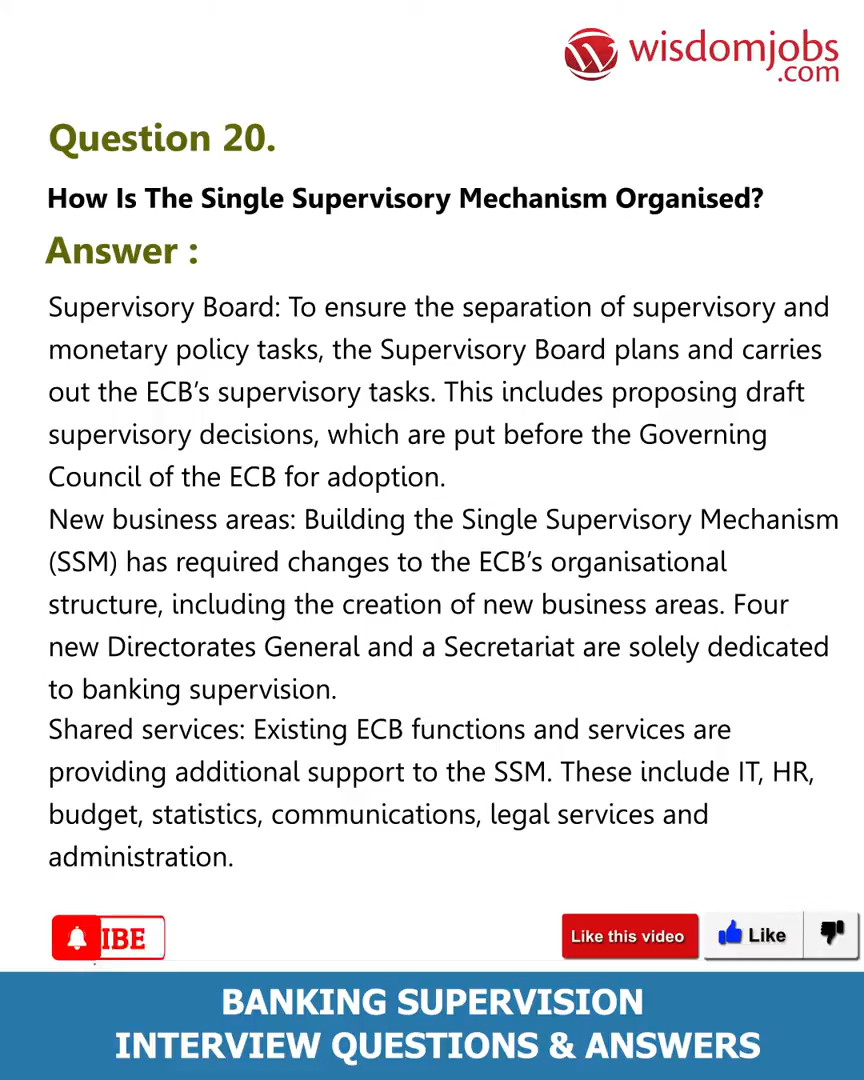 wisdomjobs
.com
Question 20.
How Is The Single Supervisory Mechanism Organised?
Answer :
Supervisory Board: To ensure the separation of supervisory and
monetary policy tasks, the Supervisory Board plans and carries
out the ECB’s supervisory tasks. This includes proposing draft
supervisory decisions, which are put before the Governing
Council of the ECB for adoption.
New business areas: Building the Single Supervisory Mechanism
(SSM) has required changes to the ECB’s organisational
structure, including the creation of new business areas. Four
new Directorates General and a Secretariat are solely dedicated
to banking supervision.
Shared services: Existing ECB functions and services are
providing additional support to the SSM. These include IT, HR,
budget, statistics, communications, legal services and
administration.
IBE
Like this video
Like
BANKING SUPERVISION
INTERVIEW QUESTIONS & ANSWERS